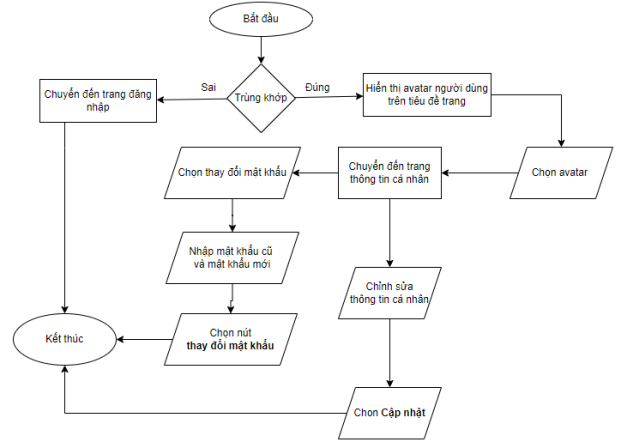 Bắt đầu
Sai
Đúng
Chuyển đến trang đăng
nhập
Trùng khớp
Hiển thị avatar người dùng
trên tiêu đề trang
Chọn thay đổi mật khẩu
Chuyển đến trang
thông tin cá nhân
Chọn avatar
Nhập mật khẩu cũ
và mật khẩu mới
Chỉnh sửa
thông tin cá nhân
Kết thúc
Chọn nút
thay đổi mật khẩu
Chon Cập nhật